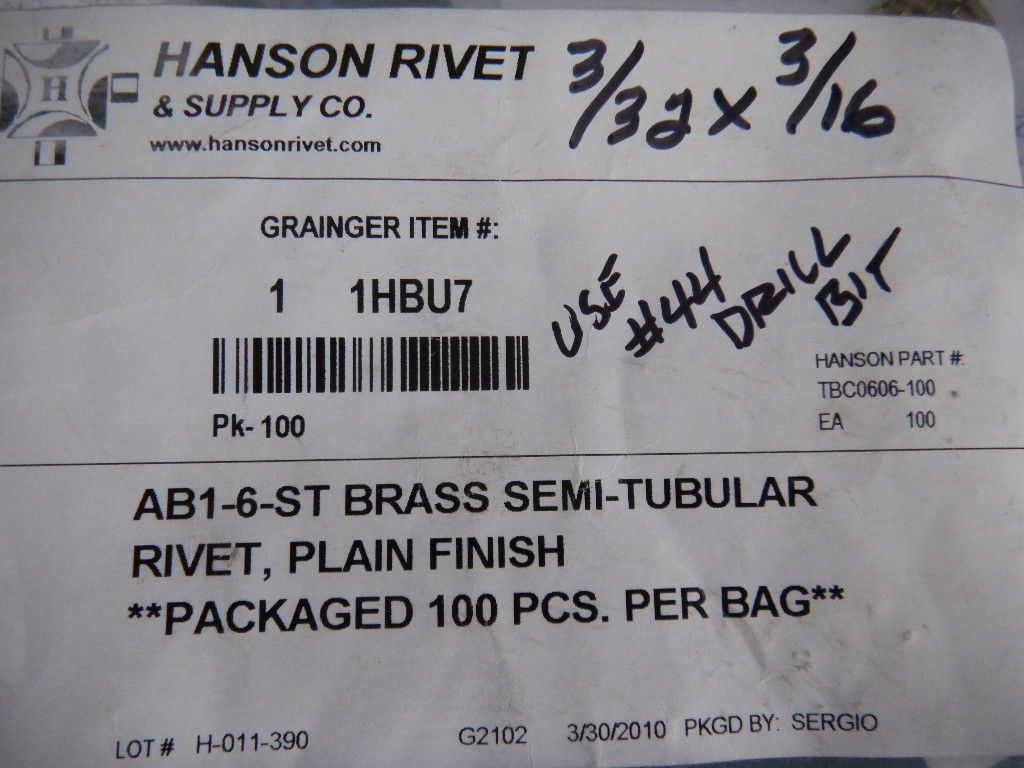 H
HANSON RIVET
& SUPPLY CO.
www.hansonrivet.com
3/32 x 3/16
GRAINGER ITEM #:
1 1HBU7
USE #44 DRILL BIT
Pk-100
HANSON PART #:
TBC0606-100
EA 100
AB1-6-ST BRASS SEMI-TUBULAR
RIVET, PLAIN FINISH
**PACKAGED 100 PCS. PER BAG**
LOT # H-011-390 G2102 3/30/2010 PKGD BY: SERGIO